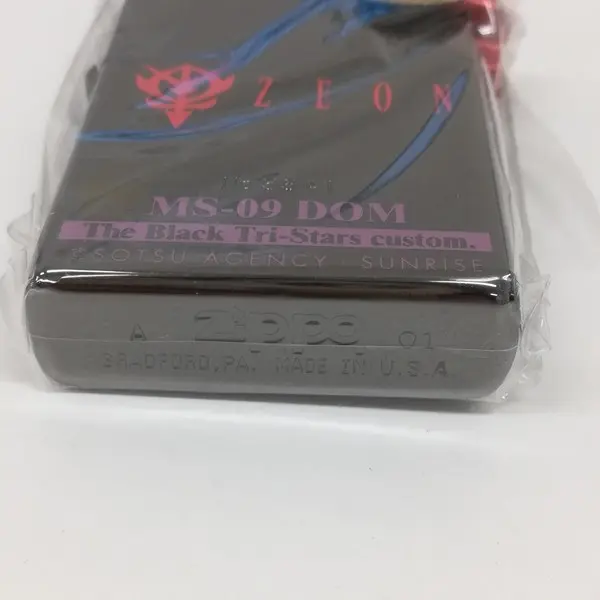 ZEON
MS-09 DOM
The Black Tri-Stars custom.
©SOTSU AGENCY · SUNRISE
A Zippo 01
BRADFORD, PA. MADE IN U.S.A